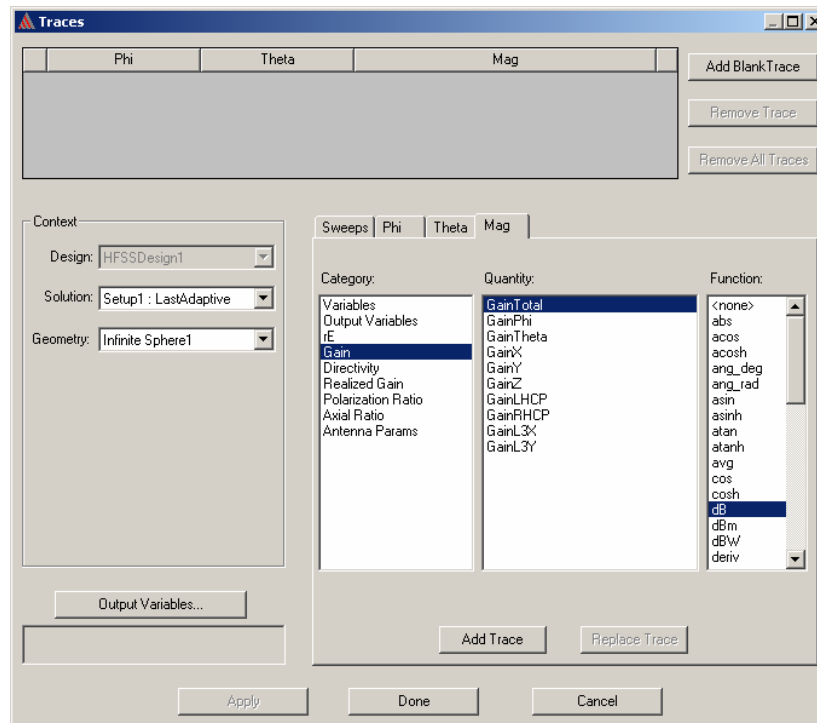 Traces
Phi Theta Mag
Add BlankTrace
Remove Trace
Remove All Traces
Context
Design: HFSSDesign1
Solution: Setup1 : LastAdaptive
Geometry: Infinite Sphere1
Output Variables...
Sweeps Phi Theta Mag
Category:
Variables
Output Variables
rE
Gain
Directivity
Realized Gain
Polarization Ratio
Axial Ratio
Antenna Params
Quantity:
GainTotal
GainPhi
GainTheta
GainX
GainY
GainZ
GainLHCP
GainRHCP
GainL3X
GainL3Y
Function:
<none>
abs
acos
acosh
ang_deg
ang_rad
asin
asinh
atan
atanh
avg
cos
cosh
dB
dBm
dBW
deriv
Add Trace
Replace Trace
Apply
Done
Cancel